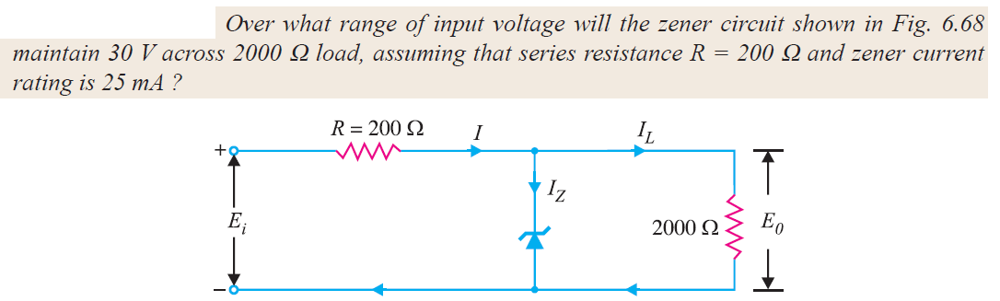 Over what range of input voltage will the zener circuit shown in Fig. 6.68
maintain 30 V across 2000 Ω load, assuming that series resistance R = 200 Ω and zener current
rating is 25 mA ?
R = 200 Ω
I
I_L
+
I_Z
E_i
2000 Ω
E_0
–